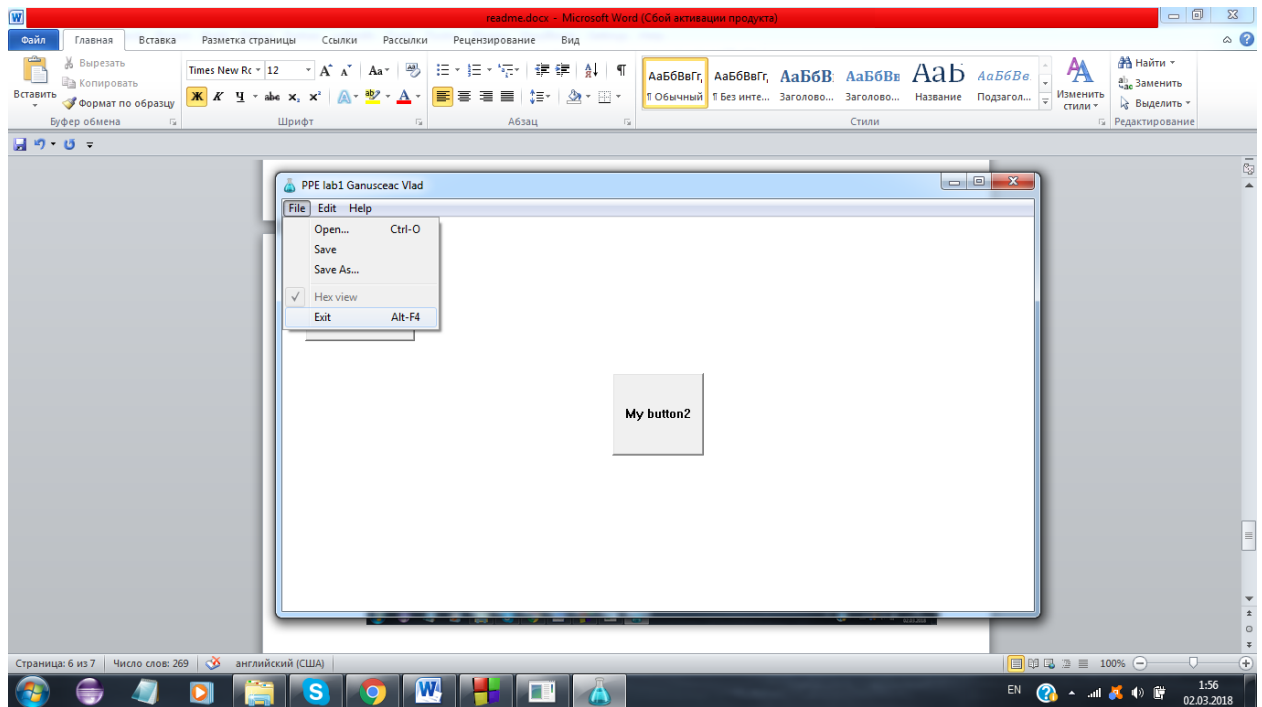 readme.docx - Microsoft Word (Сбой активации продукта)
Файл Главная Вставка Разметка страницы Ссылки Рассылки Рецензирование Вид
Вставить
Вырезать
Копировать
Формат по образцу
Буфер обмена
Times New Rc 12
Ж К Ч abc x, x²
Шрифт
Абзац
АаБбВвГг, АаБбВвГг, АаБбВ: АаБбВв АаЬ АаБбВв.
¶ Обычный ¶ Без инте... Заголово... Заголово... Название Подзагол...
Стили
Изменить стили
Найти
Заменить
Выделить
Редактирование
PPE lab1 Ganusceac Vlad
File Edit Help
Open... Ctrl-O
Save
Save As...
Hex view
Exit Alt-F4
My button2
Страница: 6 из 7 Число слов: 269 английский (США) 100%
EN 1:56
02.03.2018